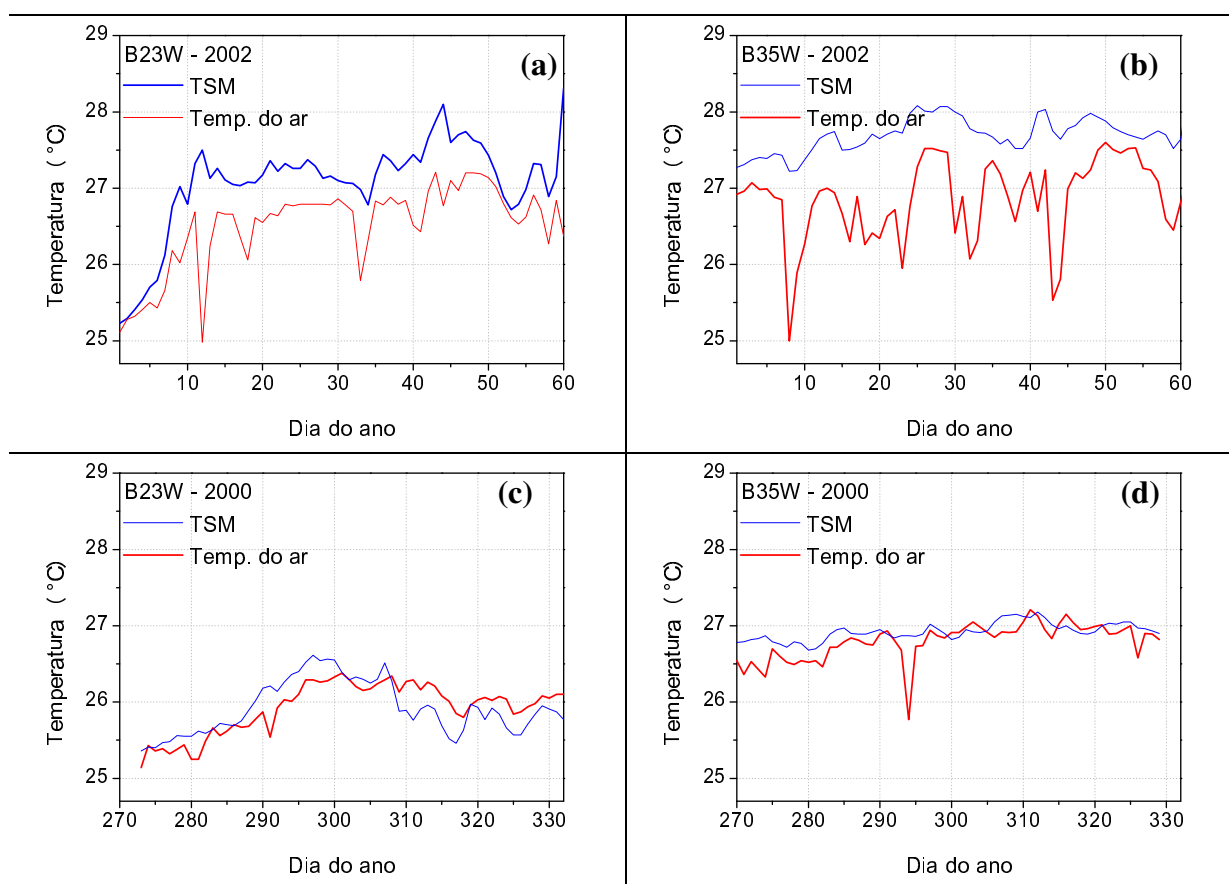 B23W - 2002
(a)
TSM
Temp. do ar
Temperatura ( °C)
29
28
27
26
25
10 20 30 40 50 60
Dia do ano
B35W - 2002
(b)
TSM
Temp. do ar
Temperatura ( °C)
29
28
27
26
25
10 20 30 40 50 60
Dia do ano
B23W - 2000
(c)
TSM
Temp. do ar
Temperatura ( °C)
29
28
27
26
25
270 280 290 300 310 320 330
Dia do ano
B35W - 2000
(d)
TSM
Temp. do ar
Temperatura ( °C)
29
28
27
26
25
270 280 290 300 310 320 330
Dia do ano